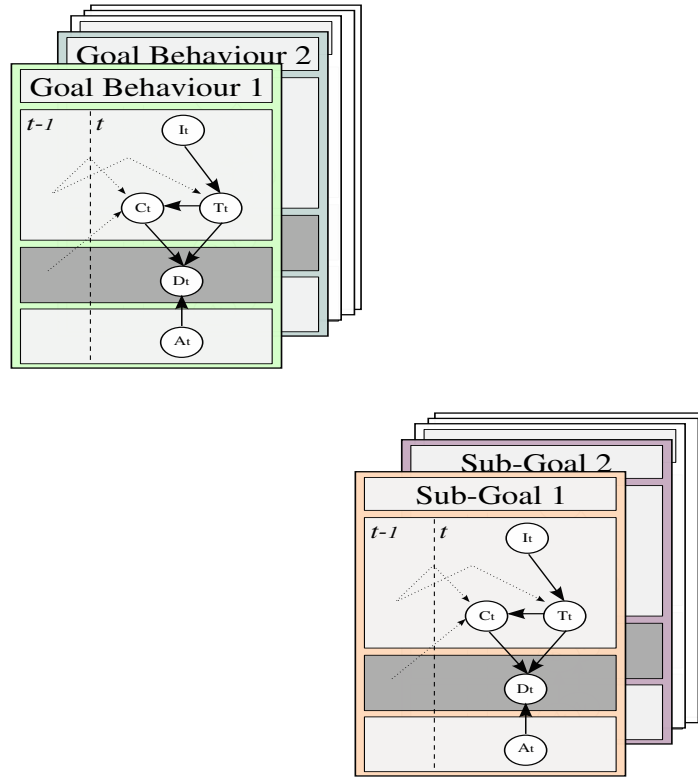 Goal Behaviour 2
Goal Behaviour 1
t-1 t
It
Ct Tt
Dt
At
Sub-Goal 2
Sub-Goal 1
t-1 t
It
Ct Tt
Dt
At